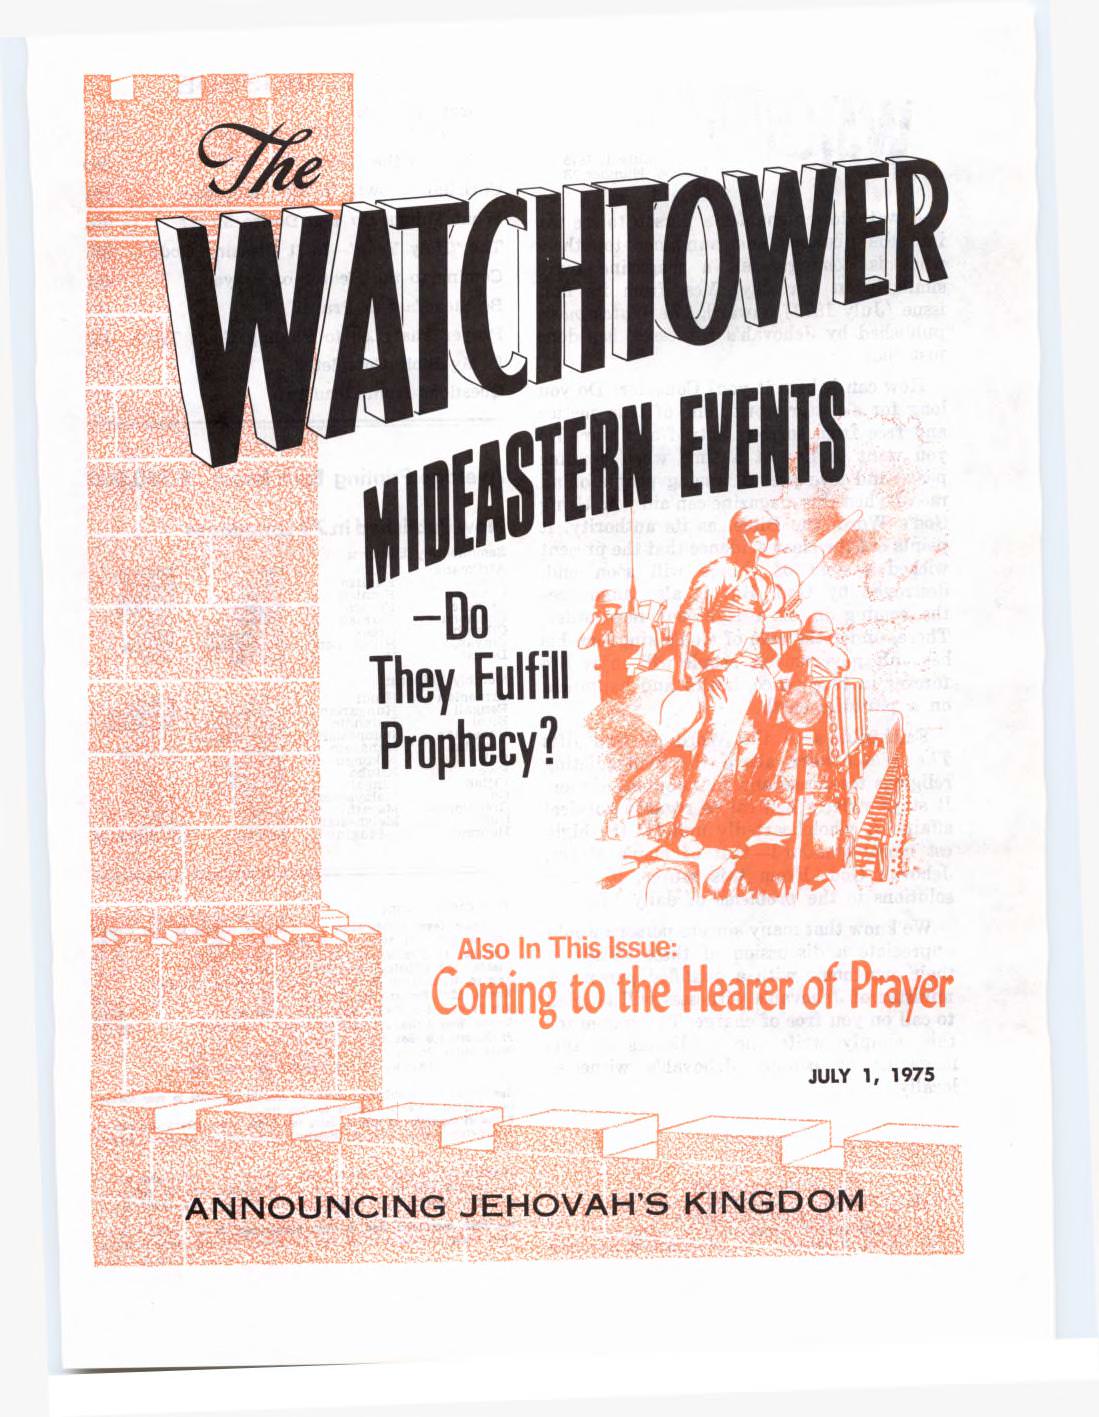 The
WATCHTOWER
MIDEASTERN EVENTS
—Do
They Fulfill
Prophecy?
Also In This Issue:
Coming to the Hearer of Prayer
JULY 1, 1975
ANNOUNCING JEHOVAH'S KINGDOM